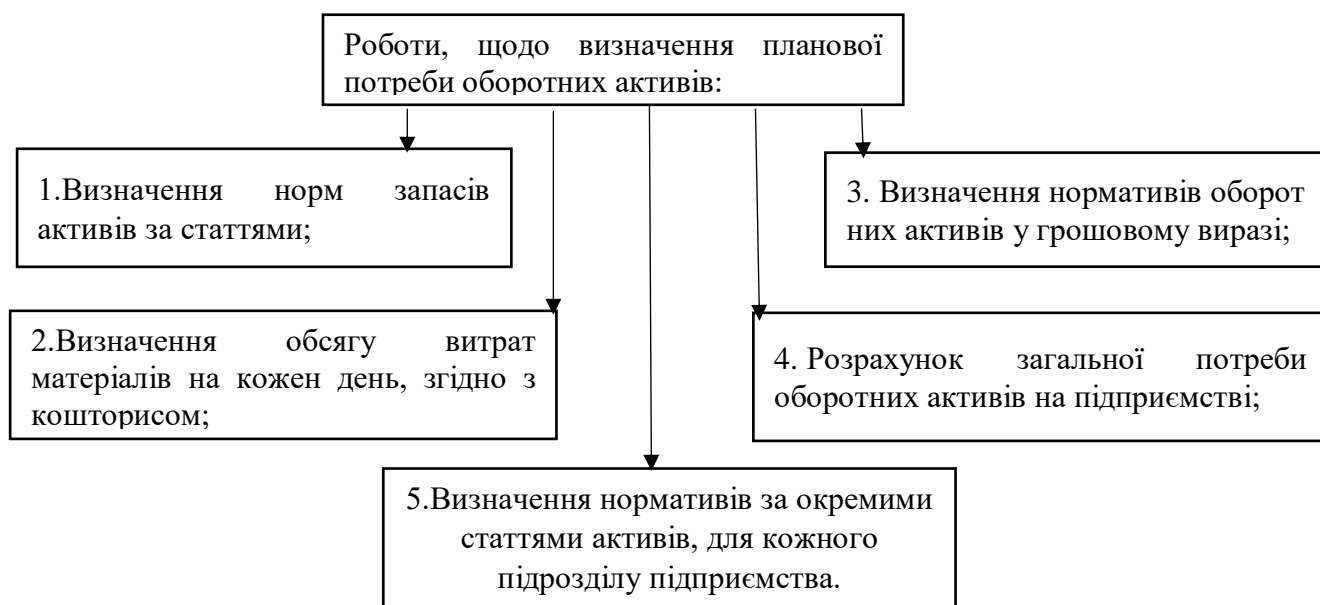 Роботи, щодо визначення планової
потреби оборотних активів:
1.Визначення норм запасів
активів за статтями;
3. Визначення нормативів оборот
них активів у грошовому виразі;
2.Визначення обсягу витрат
матеріалів на кожен день, згідно з
кошторисом;
4. Розрахунок загальної потреби
оборотних активів на підприємстві;
5.Визначення нормативів за окремими
статтями активів, для кожного
підрозділу підприємства.